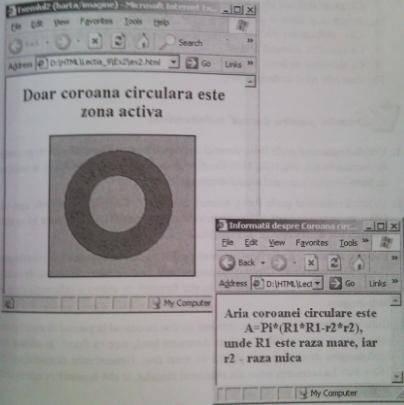 Exemlul2 (harta/imagine) - Microsoft Internet Ex...
File Edit View Favorites Tools Help
Back Search
Address D:\HTML\Lectia_9\Ex2\ex2.html Go Links
Doar coroana circulara este
zona activa
My Computer
Informatii despre Coroana circ...
File Edit View Favorites Tools
Back
Address D:\HTML\Lect Go Links
Aria coroanei circulare este
A=Pi*(R1*R1-r2*r2),
unde R1 este raza mare, iar
r2 - raza mica
My Computer